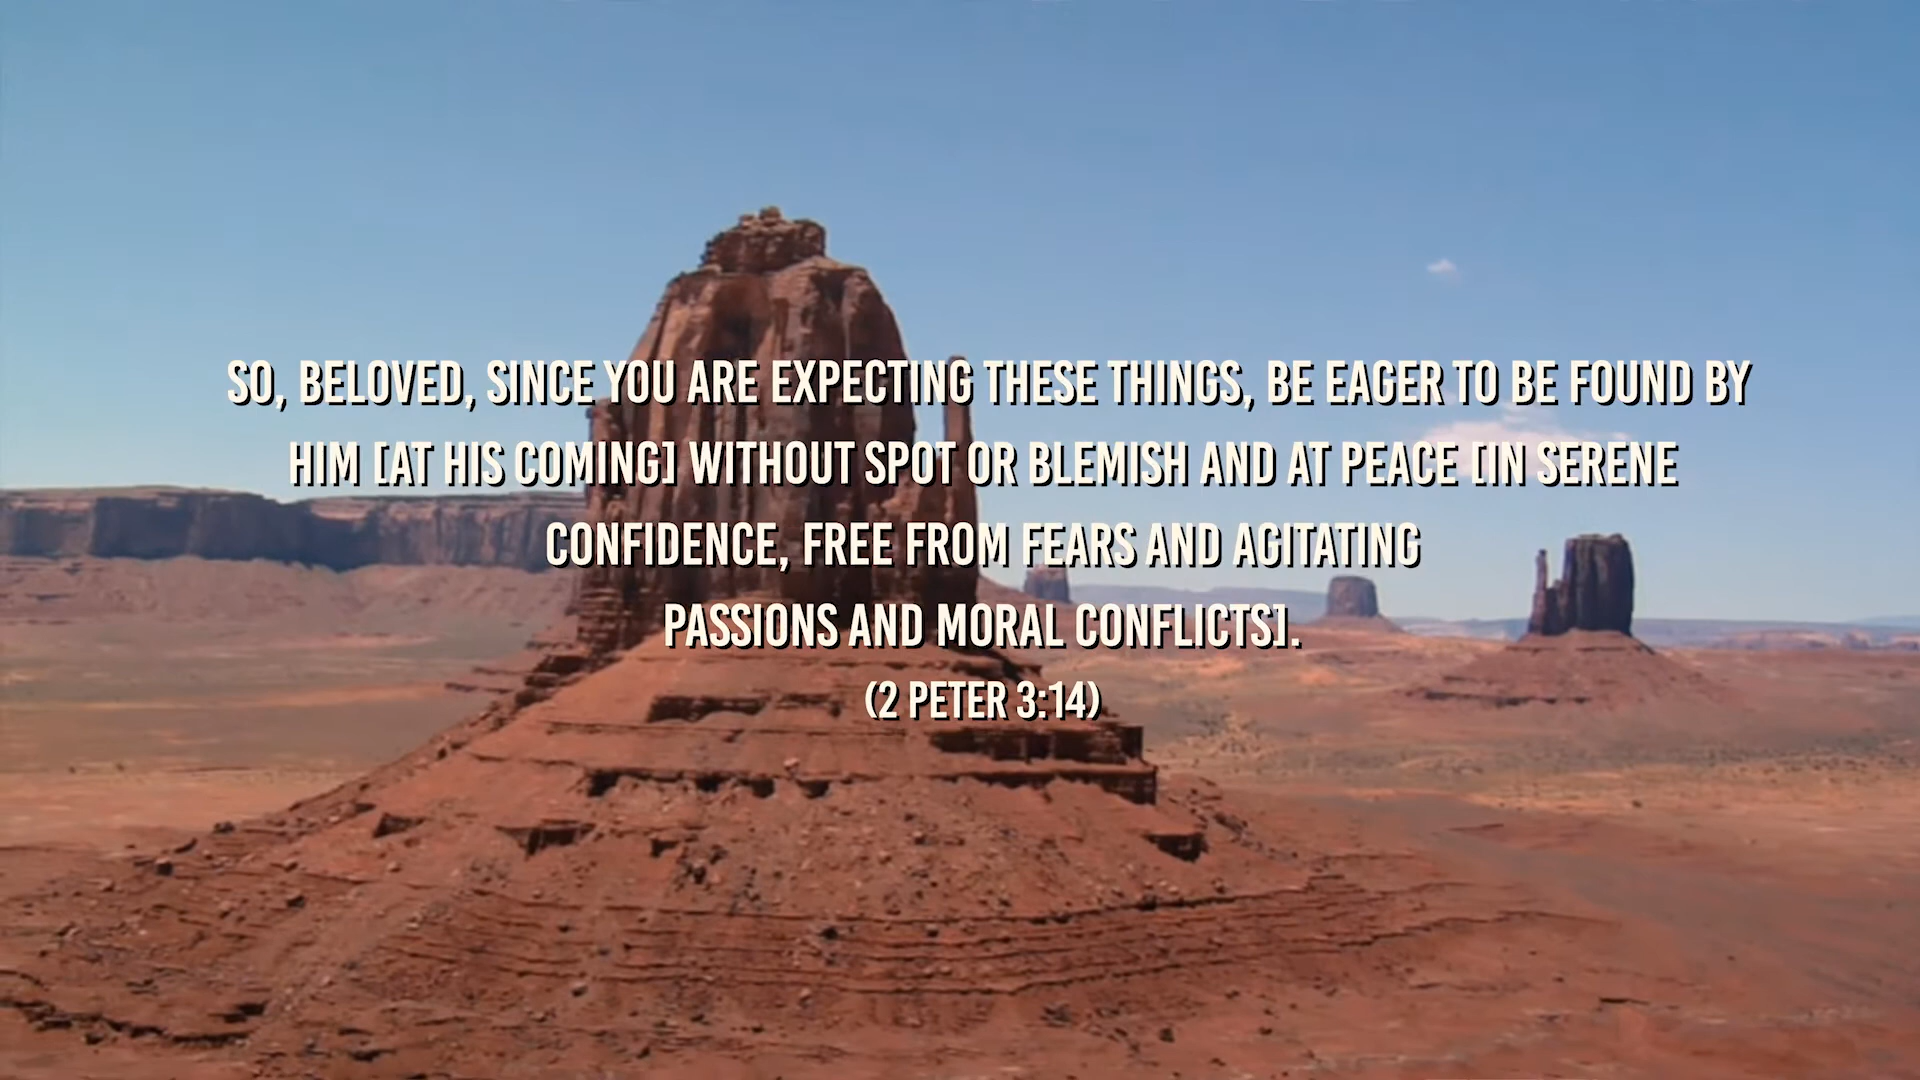 SO, BELOVED, SINCE YOU ARE EXPECTING THESE THINGS, BE EAGER TO BE FOUND BY
HIM [AT HIS COMING] WITHOUT SPOT OR BLEMISH AND AT PEACE [IN SERENE
CONFIDENCE, FREE FROM FEARS AND AGITATING
PASSIONS AND MORAL CONFLICTS].
(2 PETER 3:14)